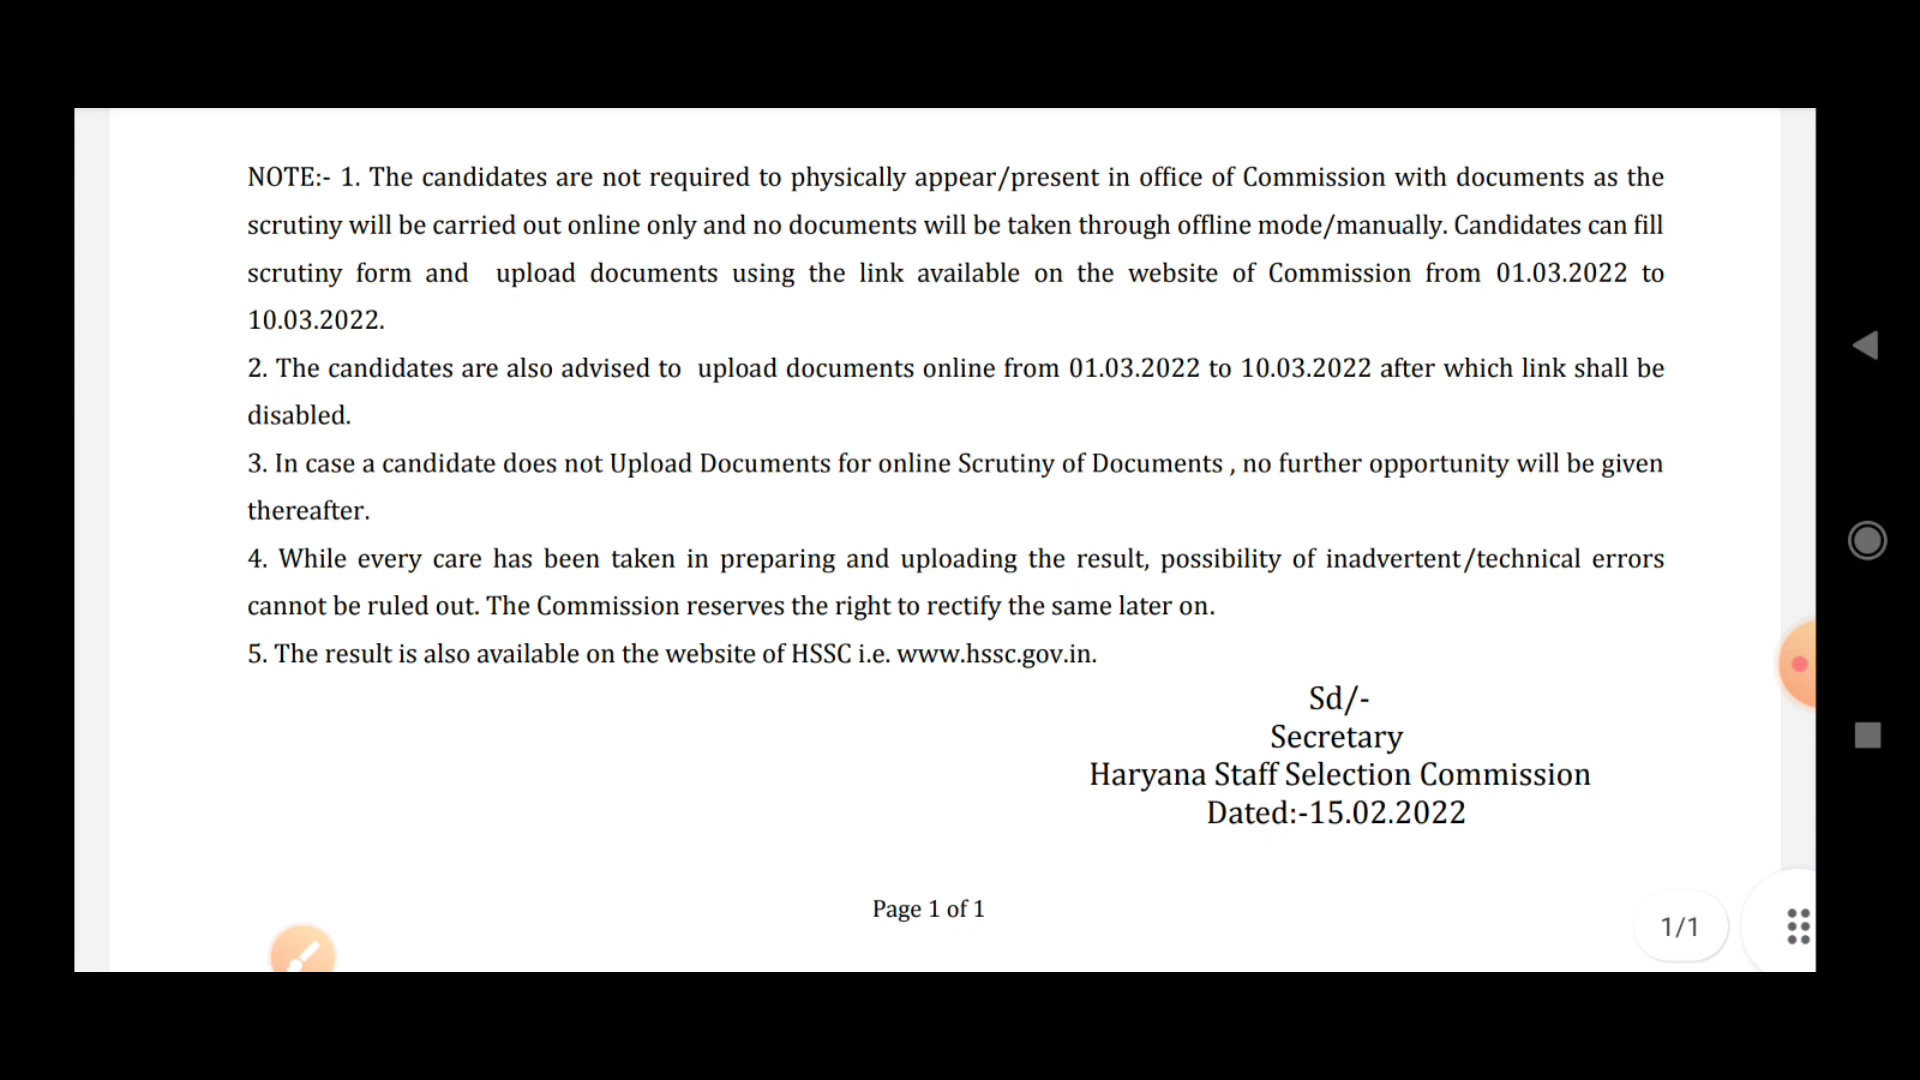 NOTE:- 1. The candidates are not required to physically appear/present in office of Commission with documents as the
scrutiny will be carried out online only and no documents will be taken through offline mode/manually. Candidates can fill
scrutiny form and upload documents using the link available on the website of Commission from 01.03.2022 to
10.03.2022.
2. The candidates are also advised to upload documents online from 01.03.2022 to 10.03.2022 after which link shall be
disabled.
3. In case a candidate does not Upload Documents for online Scrutiny of Documents , no further opportunity will be given
thereafter.
4. While every care has been taken in preparing and uploading the result, possibility of inadvertent/technical errors
cannot be ruled out. The Commission reserves the right to rectify the same later on.
5. The result is also available on the website of HSSC i.e. www.hssc.gov.in.
Sd/-
Secretary
Haryana Staff Selection Commission
Dated:-15.02.2022
Page 1 of 1
1/1